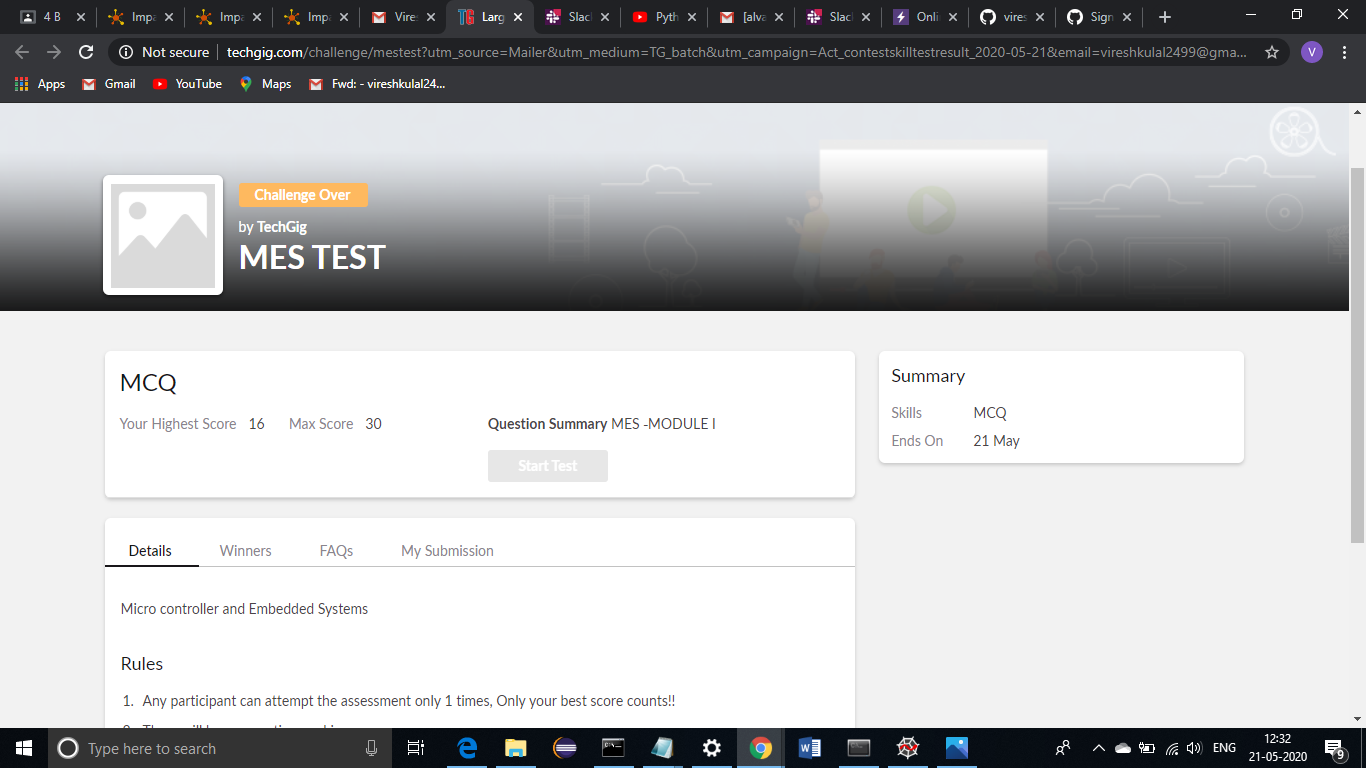 4 B
Impa
Impa
Impa
Vires
Larg
Slac
Pyth
[alva
Slac
Onli
vires
Sign
Not secure techgig.com/challenge/mestest?utm_source=Mailer&utm_medium=TG_batch&utm_campaign=Act_contestskilltestresult_2020-05-21&email=vireshkulal2499@gma...
V
Apps Gmail YouTube Maps Fwd: - vireshkulal24...
Challenge Over
by TechGig
MES TEST
MCQ
Your Highest Score 16 Max Score 30 Question Summary MES -MODULE I
Start Test
Summary
Skills MCQ
Ends On 21 May
Details Winners FAQs My Submission
Micro controller and Embedded Systems
Rules
1. Any participant can attempt the assessment only 1 times, Only your best score counts!!
Type here to search
ENG
12:32
21-05-2020
9